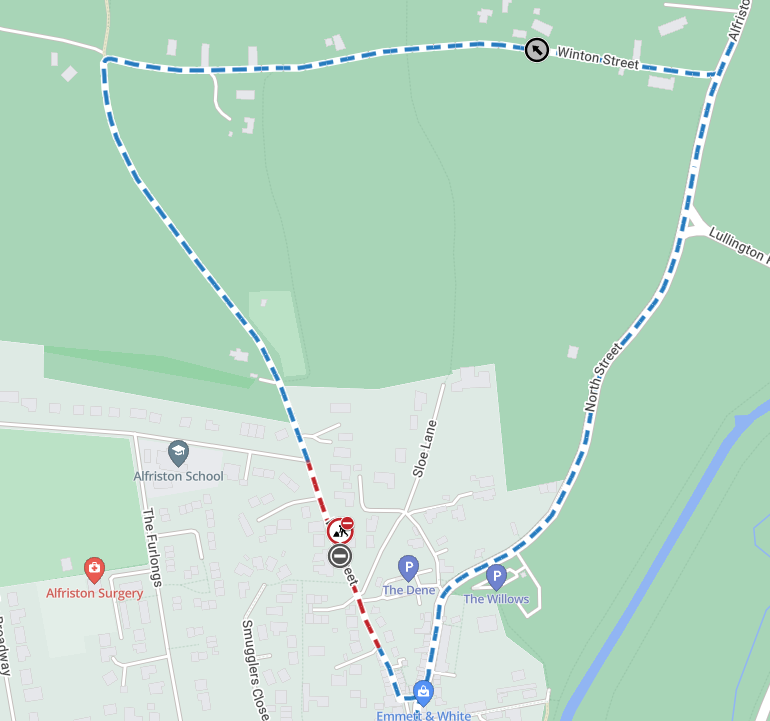 Alfristo
Winton Street
Lullington R
North Street
Sloe Lane
Alfriston School
The Furlongs
P
P
eet
The Dene
The Willows
Alfriston Surgery
Broadway
Smugglers Close
Emmett & White